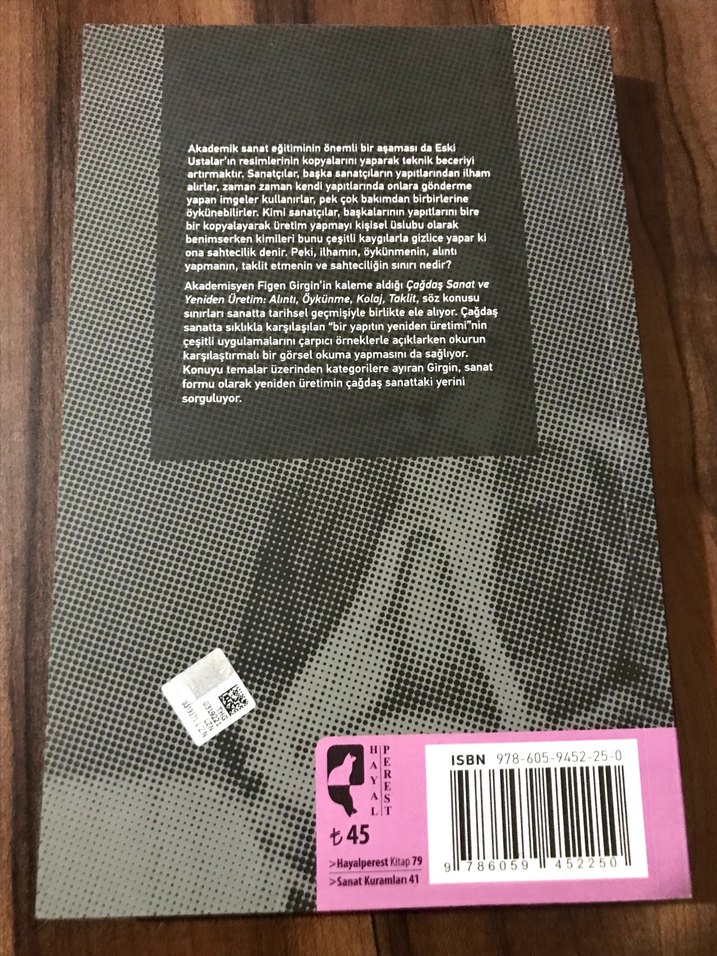 Akademik sanat eğitiminin önemli bir aşaması da Eski
Ustalar'ın resimlerinin kopyalarını yaparak teknik beceriyi
artırmaktır. Sanatçılar, başka sanatçıların yapıtlarından ilham
alırlar, zaman zaman kendi yapıtlarında onlara gönderme
yapan imgeler kullanırlar, pek çok bakımdan birbirlerine
öykünebilirler. Kimi sanatçılar, başkalarının yapıtlarını bire
bir kopyalayarak üretim yapmayı kişisel üslubu olarak
benimserken kimileri bunu çeşitli kaygılarla gizlice yapar ki
ona sahtecilik denir. Peki, ilhamın, öykünmenin, alıntı
yapmanın, taklit etmenin ve sahteciliğin sınırı nedir?
Akademisyen Figen Girgin'in kaleme aldığı Çağdaş Sanat ve
Yeniden Üretim: Alıntı, Öykünme, Kolaj, Taklit, söz konusu
sınırları sanatta tarihsel geçmişiyle birlikte ele alıyor. Çağdaş
sanatta sıklıkla karşılaşılan “bir yapıtın yeniden üretimi”nin
çeşitli uygulamalarını çarpıcı örneklerle açıklarken okurun
karşılaştırmalı bir görsel okuma yapmasını da sağlıyor.
Konuyu temalar üzerinden kategorilere ayıran Girgin, sanat
formu olarak yeniden üretimin çağdaş sanattaki yerini
sorguluyor.
HAYAL
PEREST
₺ 45
>Hayalperest Kitap 79
>Sanat Kuramları 41
ISBN 978-605-9452-25-0
9 786059 452250